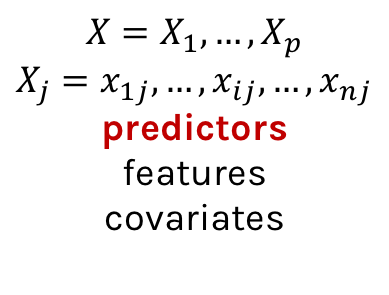 X = X₁, ..., Xₚ
Xⱼ = x₁ⱼ, ..., xᵢⱼ, ..., xₙⱼ
predictors
features
covariates